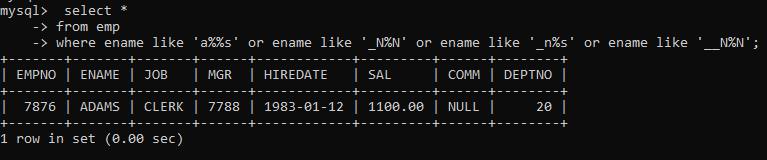 mysql>  select *
    -> from emp
    -> where ename like 'a%%s' or ename like '_N%N' or ename like '_n%s' or ename like '__N%N';
+-------+-------+-------+------+------------+---------+------+--------+
| EMPNO | ENAME | JOB   | MGR  | HIREDATE   | SAL     | COMM | DEPTNO |
+-------+-------+-------+------+------------+---------+------+--------+
|  7876 | ADAMS | CLERK | 7788 | 1983-01-12 | 1100.00 | NULL |     20 |
+-------+-------+-------+------+------------+---------+------+--------+
1 row in set (0.00 sec)